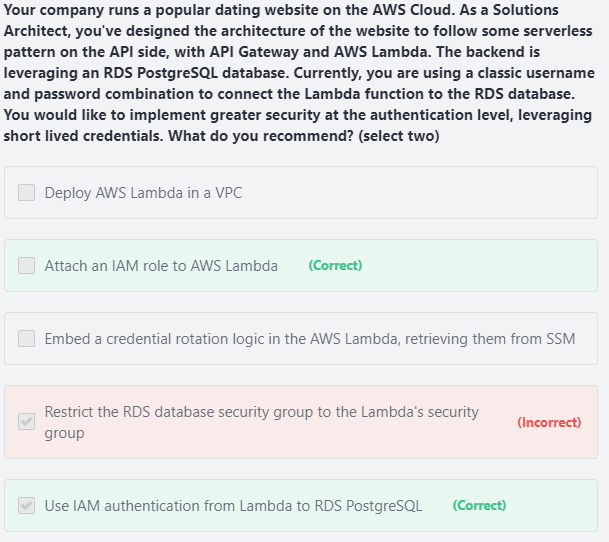 Your company runs a popular dating website on the AWS Cloud. As a Solutions
Architect, you've designed the architecture of the website to follow some serverless
pattern on the API side, with API Gateway and AWS Lambda. The backend is
leveraging an RDS PostgreSQL database. Currently, you are using a classic username
and password combination to connect the Lambda function to the RDS database.
You would like to implement greater security at the authentication level, leveraging
short lived credentials. What do you recommend? (select two)
Deploy AWS Lambda in a VPC
Attach an IAM role to AWS Lambda (Correct)
Embed a credential rotation logic in the AWS Lambda, retrieving them from SSM
Restrict the RDS database security group to the Lambda's security
group (Incorrect)
Use IAM authentication from Lambda to RDS PostgreSQL (Correct)